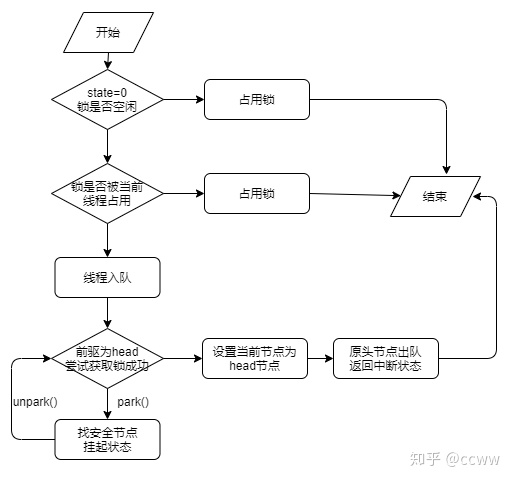 开始
state=0
锁是否空闲
占用锁
锁是否被当前
线程占用
占用锁
结束
线程入队
前驱为head
尝试获取锁成功
设置当前节点为
head节点
原头节点出队
返回中断状态
unpark()
park()
找安全节点
挂起状态
知乎 @ccww